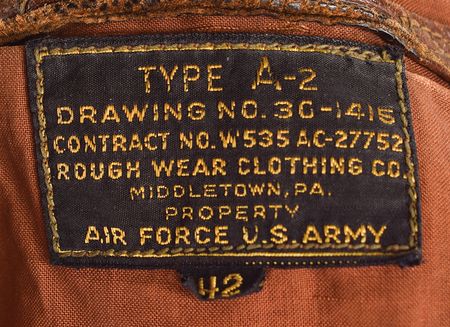 TYPE A-2
DRAWING NO. 30-1415
CONTRACT NO. W535 AC-27752
ROUGH WEAR CLOTHING CO.
MIDDLETOWN, PA.
PROPERTY
AIR FORCE U.S. ARMY
42